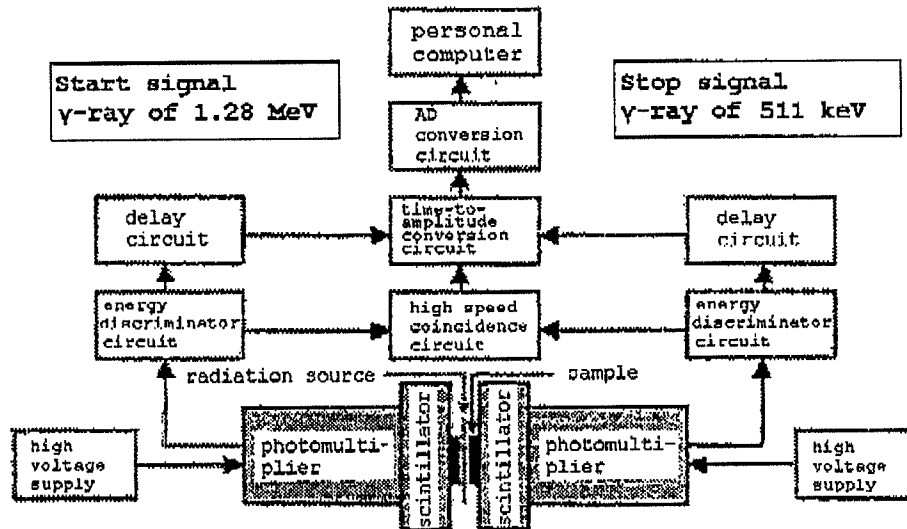 personal
computer
Start signal
γ-ray of 1.28 MeV
Stop signal
γ-ray of 511 keV
AD
conversion
circuit
delay
circuit
time-to-
amplitude
conversion
circuit
delay
circuit
energy
discriminator
circuit
high speed
coincidence
circuit
energy
discriminator
circuit
radiation source
sample
high
voltage
supply
photomulti-
plier
scintillator
scintillator
photomulti-
plier
high
voltage
supply